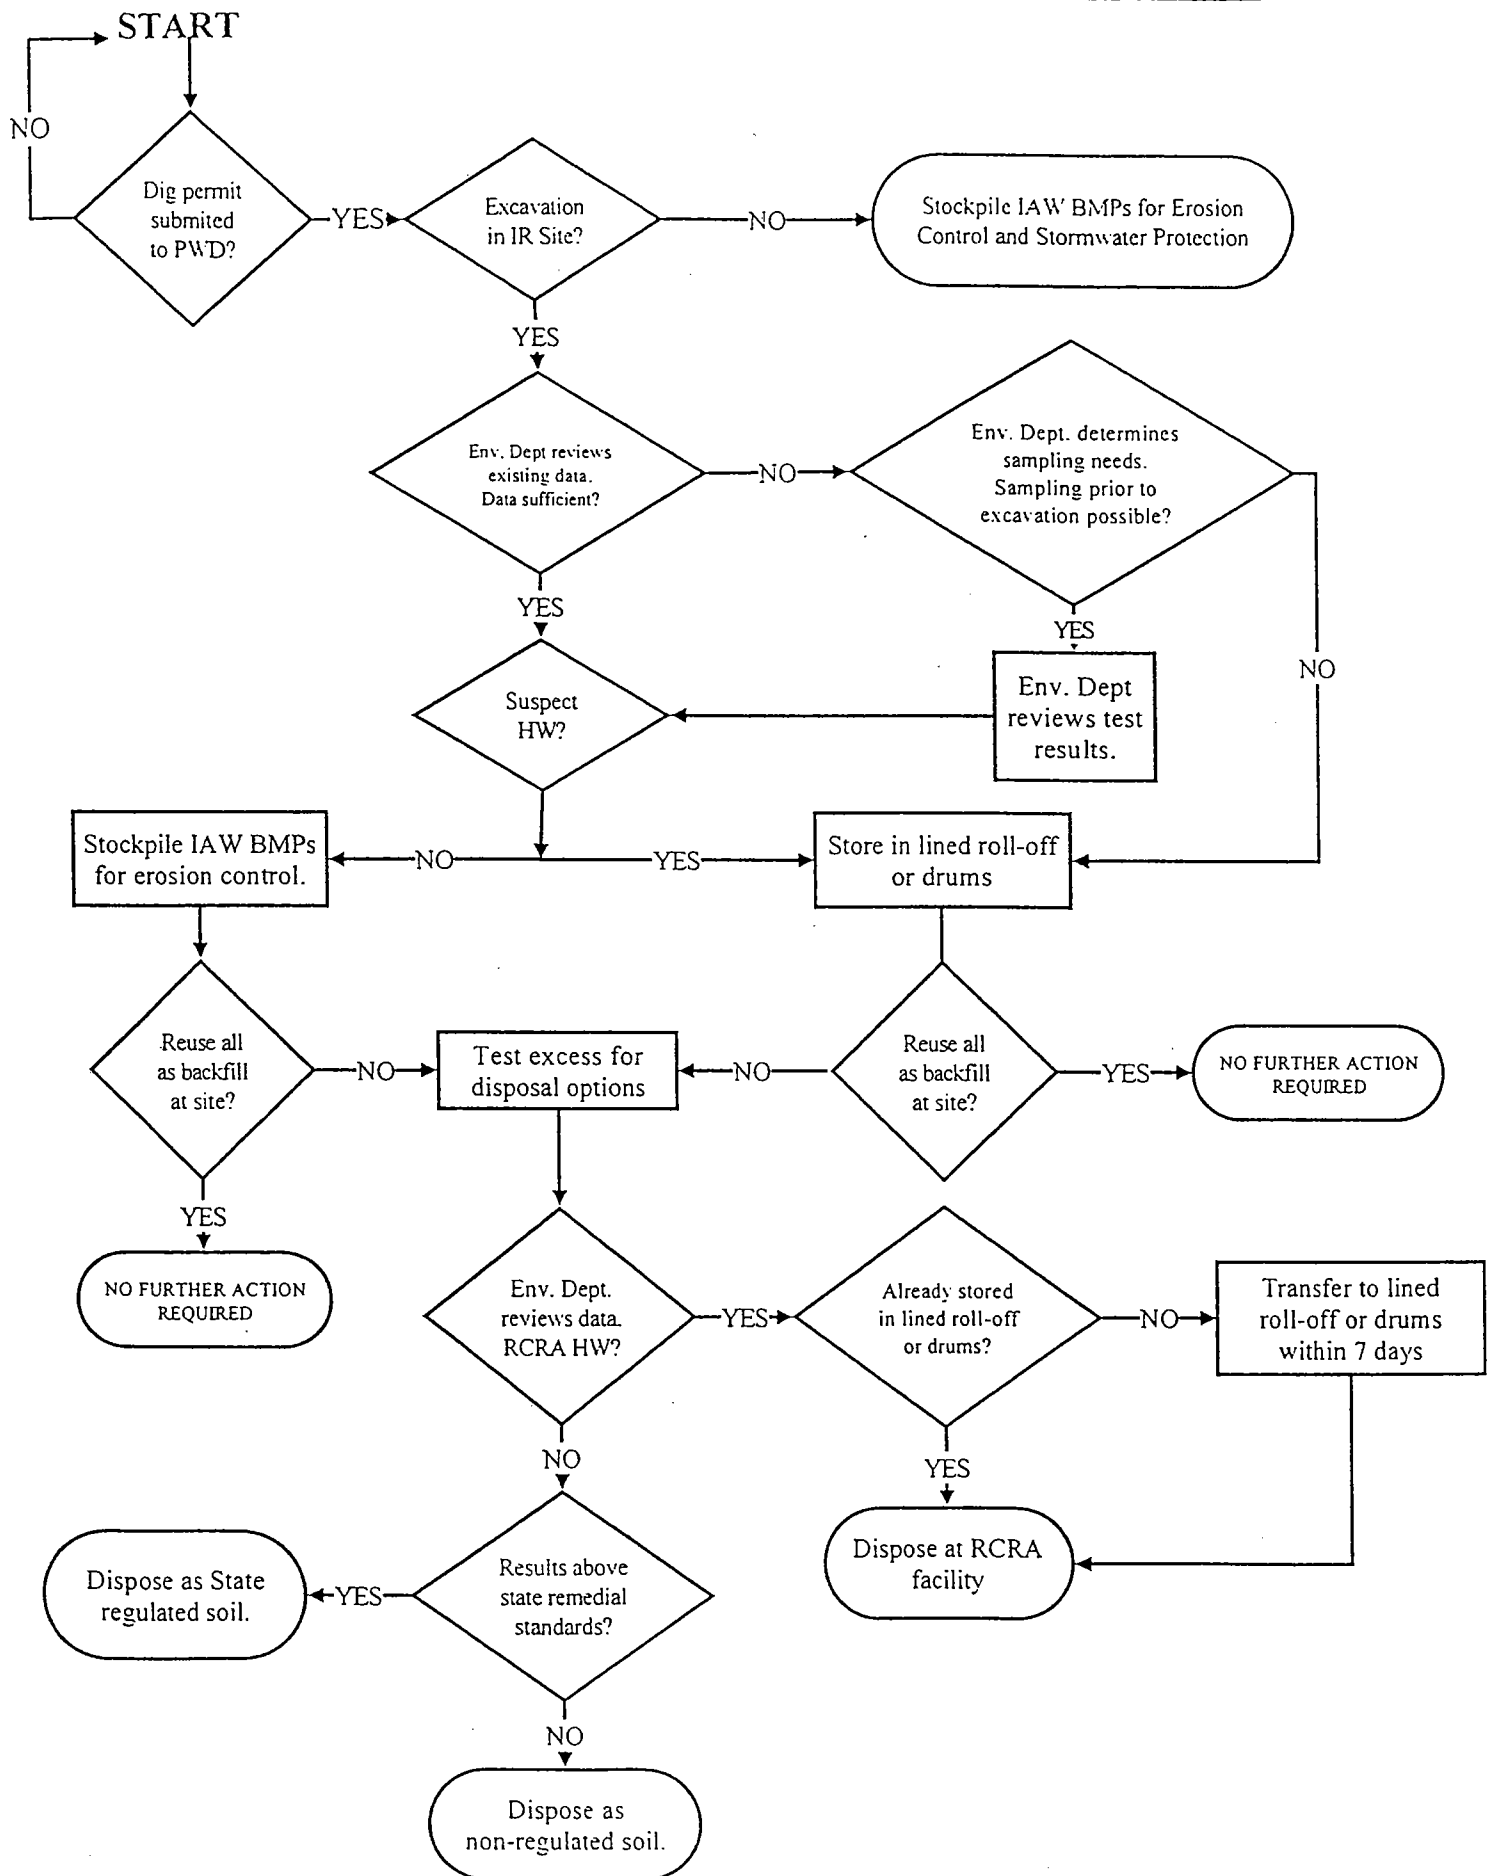 START
NO
Dig permit
submited
to PWD?
YES
Excavation
in IR Site?
NO
Stockpile IAW BMPs for Erosion
Control and Stormwater Protection
YES
Env. Dept reviews
existing data.
Data sufficient?
NO
Env. Dept. determines
sampling needs.
Sampling prior to
excavation possible?
YES
YES
NO
Suspect
HW?
Env. Dept
reviews test
results.
Stockpile IAW BMPs
for erosion control.
NO
YES
Store in lined roll-off
or drums
Reuse all
as backfill
at site?
NO
Test excess for
disposal options
NO
Reuse all
as backfill
at site?
YES
NO FURTHER ACTION
REQUIRED
YES
NO FURTHER ACTION
REQUIRED
Env. Dept.
reviews data.
RCRA HW?
YES
Already stored
in lined roll-off
or drums?
NO
Transfer to lined
roll-off or drums
within 7 days
NO
YES
Dispose at RCRA
facility
Results above
state remedial
standards?
YES
Dispose as State
regulated soil.
NO
Dispose as
non-regulated soil.